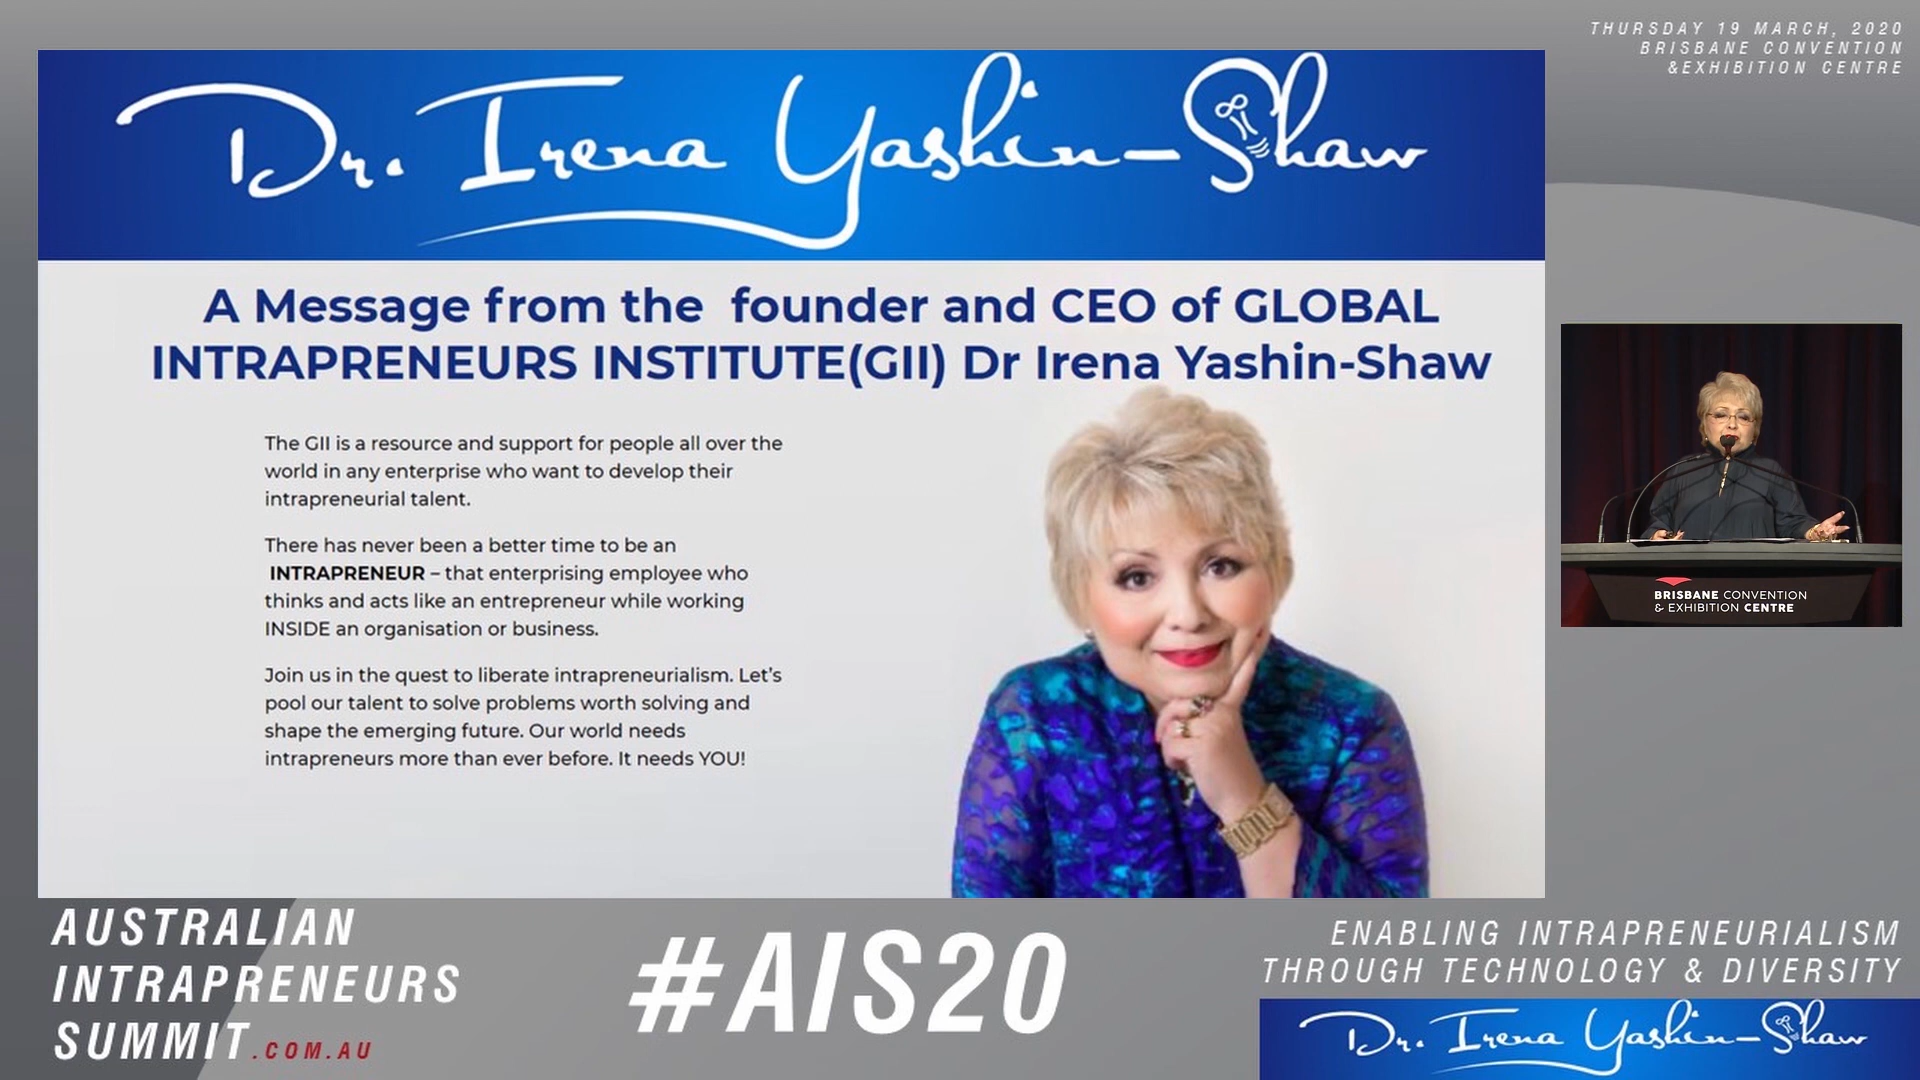 THURSDAY 19 MARCH, 2020
BRISBANE CONVENTION
&EXHIBITION CENTRE
Dr. Irena Yashin-Shaw
A Message from the founder and CEO of GLOBAL
INTRAPRENEURS INSTITUTE(GII) Dr Irena Yashin-Shaw
The GII is a resource and support for people all over the
world in any enterprise who want to develop their
intrapreneurial talent.
There has never been a better time to be an
INTRAPRENEUR – that enterprising employee who
thinks and acts like an entrepreneur while working
INSIDE an organisation or business.
Join us in the quest to liberate intrapreneurialism. Let's
pool our talent to solve problems worth solving and
shape the emerging future. Our world needs
intrapreneurs more than ever before. It needs YOU!
BRISBANE CONVENTION
& EXHIBITION CENTRE
AUSTRALIAN
INTRAPRENEURS
SUMMIT.COM.AU
#AIS20
ENABLING INTRAPRENEURIALISM
THROUGH TECHNOLOGY & DIVERSITY
Dr. Irena Yashin-Shaw